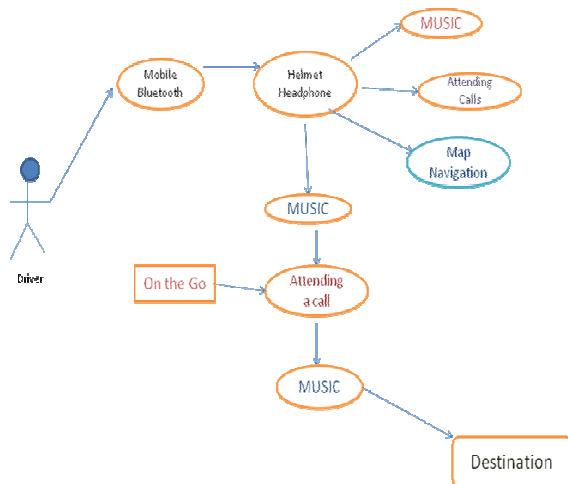 MUSIC
Mobile
Bluetooth
Helmet
Headphone
Attending
Calls
Map
Navigation
MUSIC
Driver
On the Go
Attending
a call
MUSIC
Destination